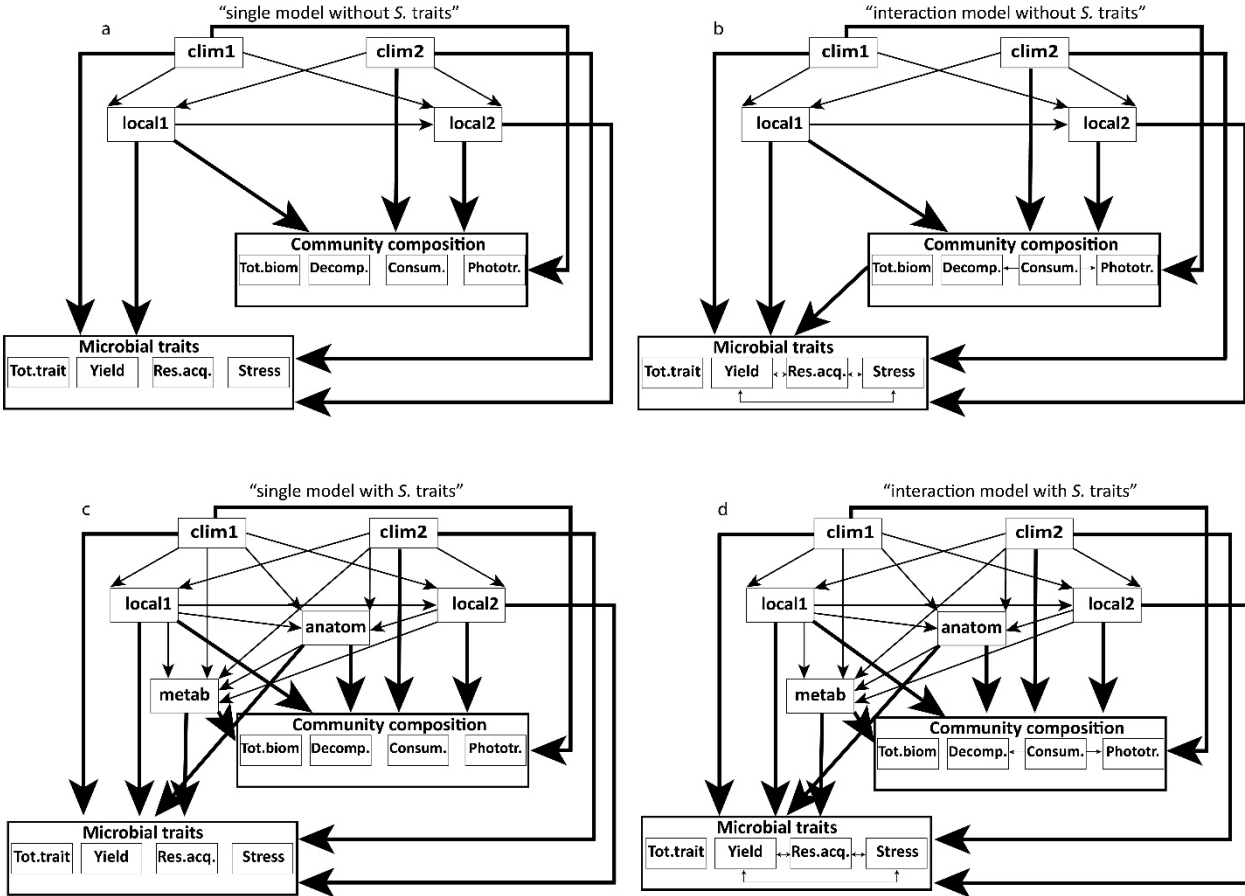 a
“single model without S. traits”
clim1
clim2
local1
local2
Community composition
Tot.biom
Decomp.
Consum.
Phototr.
Microbial traits
Tot.trait
Yield
Res.acq.
Stress
b
“interaction model without S. traits”
clim1
clim2
local1
local2
Community composition
Tot.biom
Decomp.
Consum.
Phototr.
Microbial traits
Tot.trait
Yield
Res.acq.
Stress
c
“single model with S. traits”
clim1
clim2
local1
local2
anatom
metab
Community composition
Tot.biom
Decomp.
Consum.
Phototr.
Microbial traits
Tot.trait
Yield
Res.acq.
Stress
d
“interaction model with S. traits”
clim1
clim2
local1
local2
anatom
metab
Community composition
Tot.biom
Decomp.
Consum.
Phototr.
Microbial traits
Tot.trait
Yield
Res.acq.
Stress